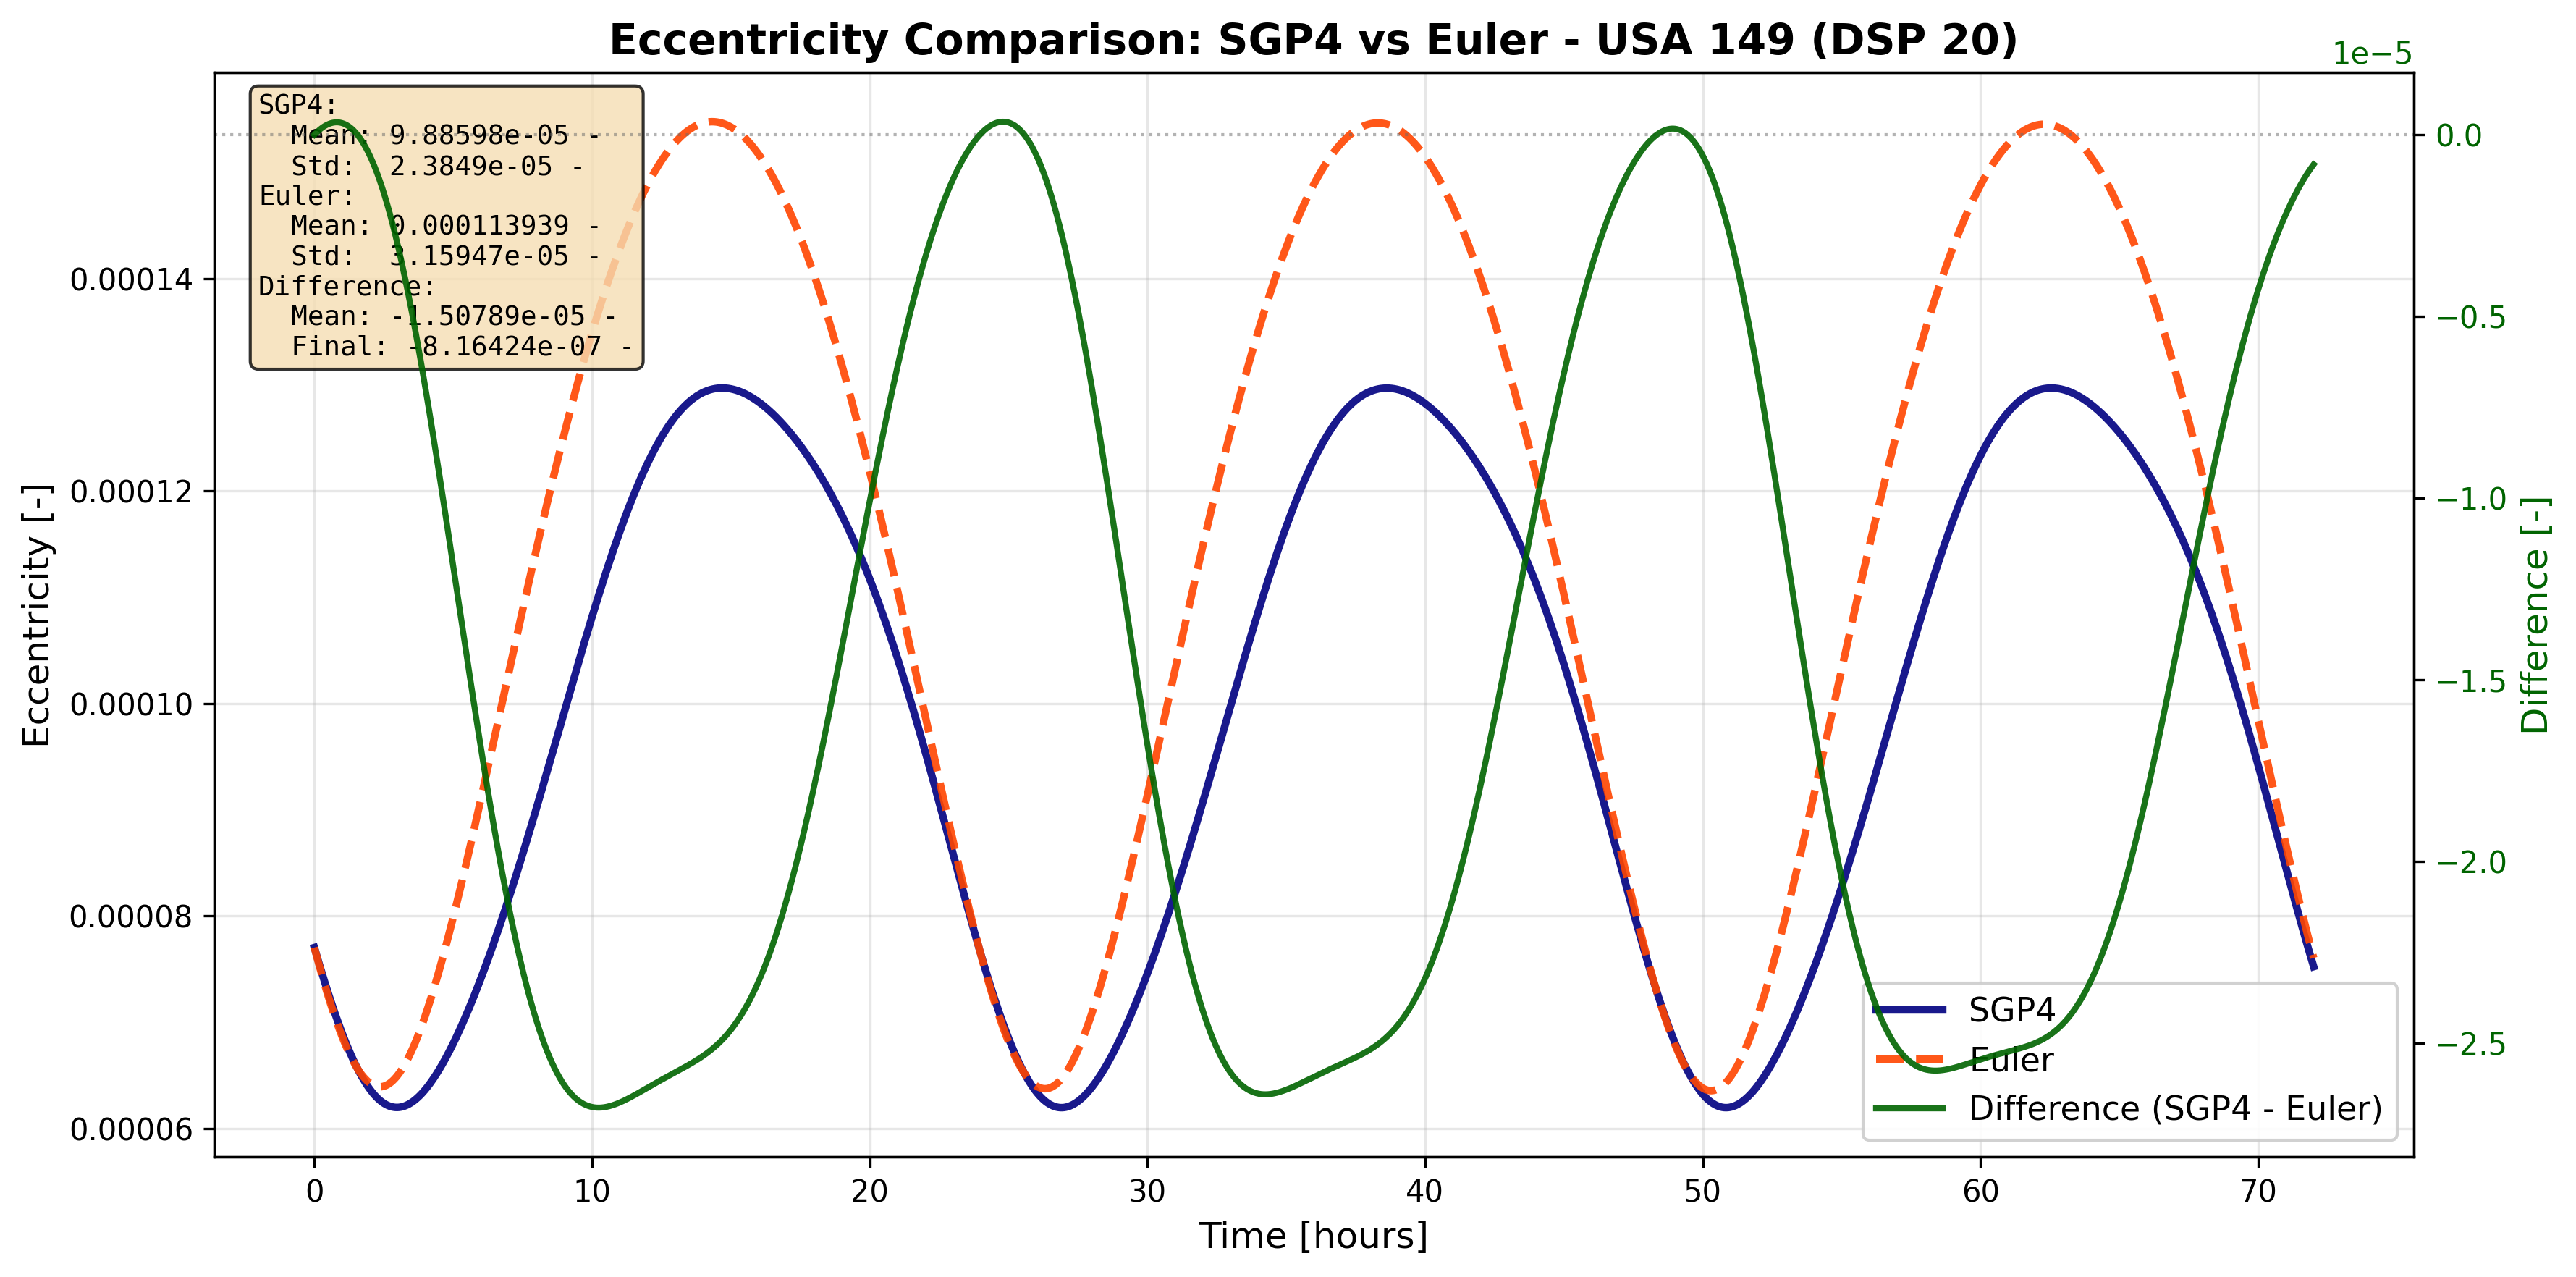 Eccentricity Comparison: SGP4 vs Euler - USA 149 (DSP 20)
1e−5
SGP4:
Mean: 9.88598e-05 -
Std: 2.3849e-05 -
Euler:
Mean: 0.000113939 -
Std: 3.15947e-05 -
Difference:
Mean: -1.50789e-05 -
Final: -8.16424e-07 -
Eccentricity [-]
0.00014
0.00012
0.00010
0.00008
0.00006
0.0
−0.5
−1.0
−1.5
−2.0
−2.5
Difference [-]
SGP4
Euler
Difference (SGP4 - Euler)
0 10 20 30 40 50 60 70
Time [hours]